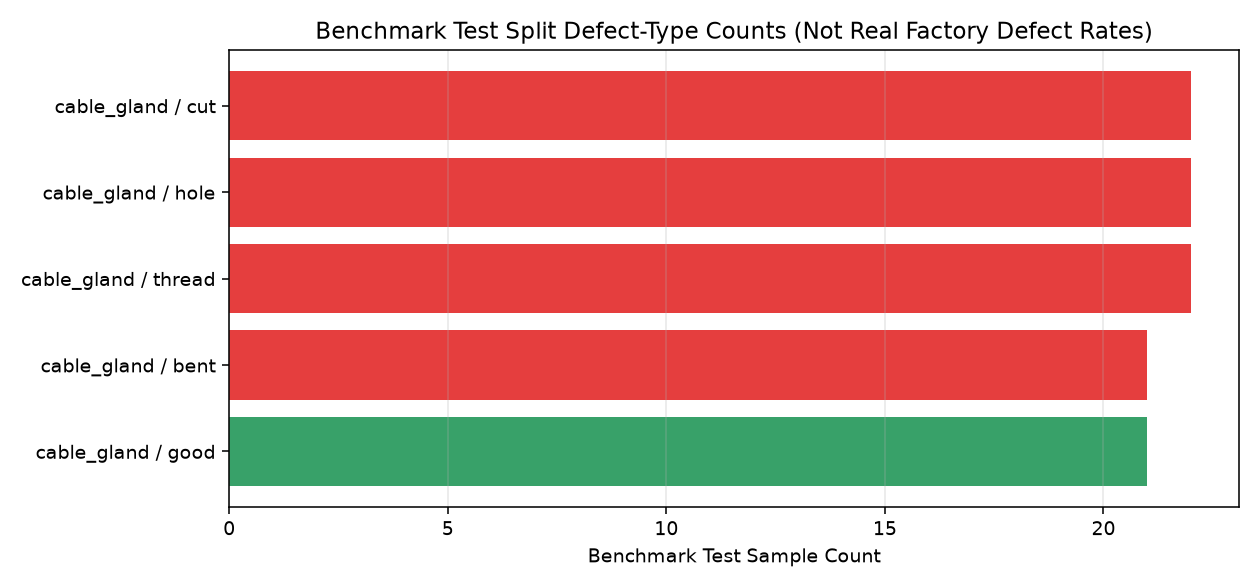 Benchmark Test Split Defect-Type Counts (Not Real Factory Defect Rates)
cable_gland / cut
cable_gland / hole
cable_gland / thread
cable_gland / bent
cable_gland / good
0 5 10 15 20
Benchmark Test Sample Count